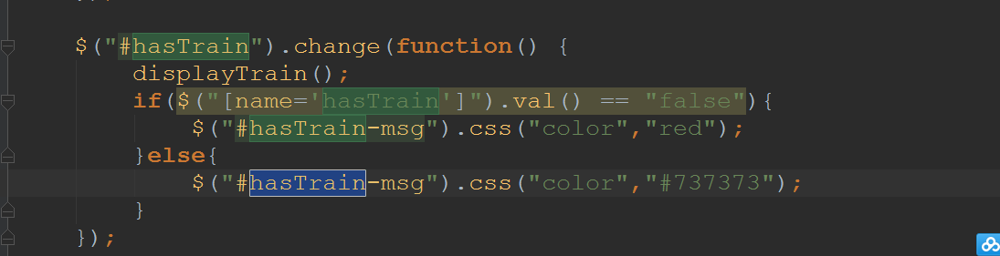 $("#hasTrain").change(function() {
displayTrain();
if($("[name='hasTrain']").val() == "false"){
$("#hasTrain-msg").css("color","red");
}else{
$("#hasTrain-msg").css("color","#737373");
}
});